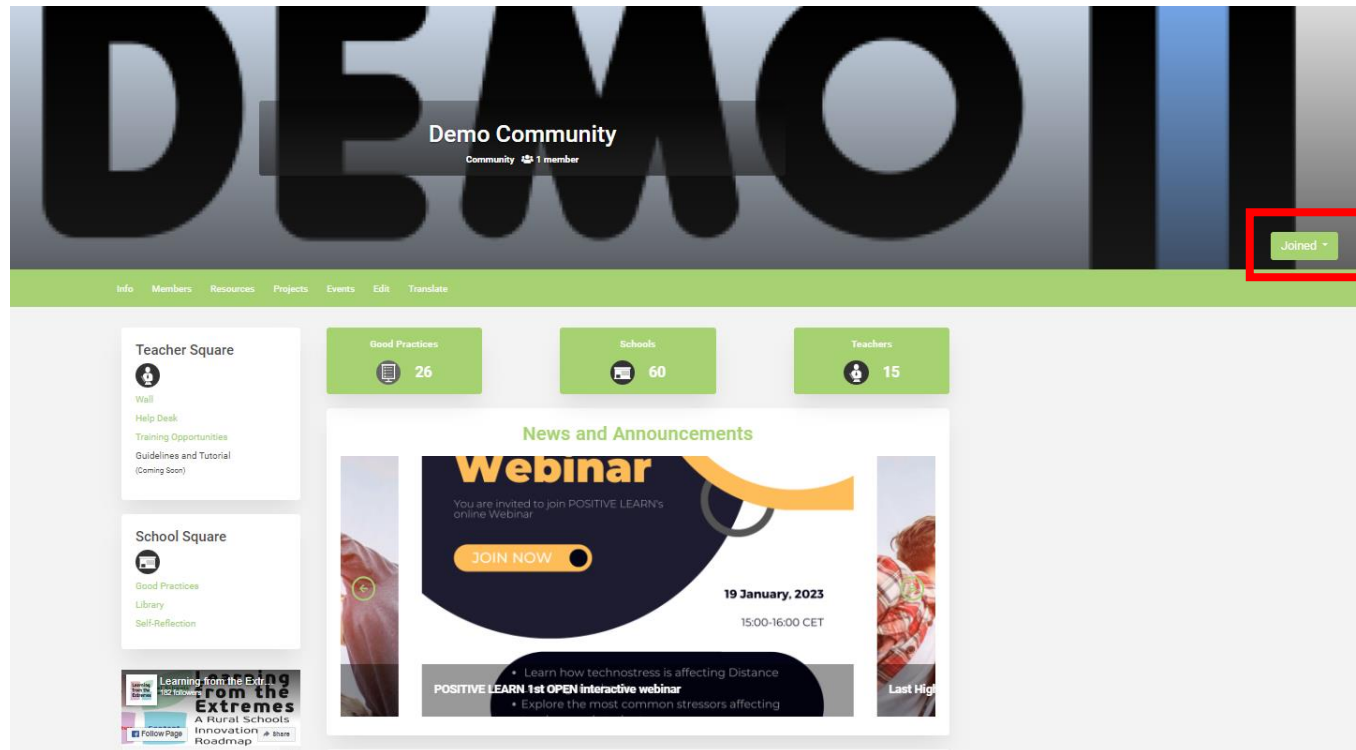 DEMO
Demo Community
Community 1 member
Joined
Info Members Resources Projects Events Edit Translate
Teacher Square
Wall
Help Desk
Training Opportunities
Guidelines and Tutorial
(Coming Soon)
School Square
Good Practices
Library
Self-Reflection
Learning from the Extr...
182 followers
from the
Extremes
A Rural Schools
Innovation
Roadmap
Follow Page Share
Good Practices
26
Schools
60
Teachers
15
News and Announcements
Webinar
You are invited to join POSITIVE LEARN's
online Webinar
JOIN NOW
19 January, 2023
15:00-16:00 CET
• Learn how technostress is affecting Distance
POSITIVE LEARN 1st OPEN interactive webinar
• Explore the most common stressors affecting
Last High